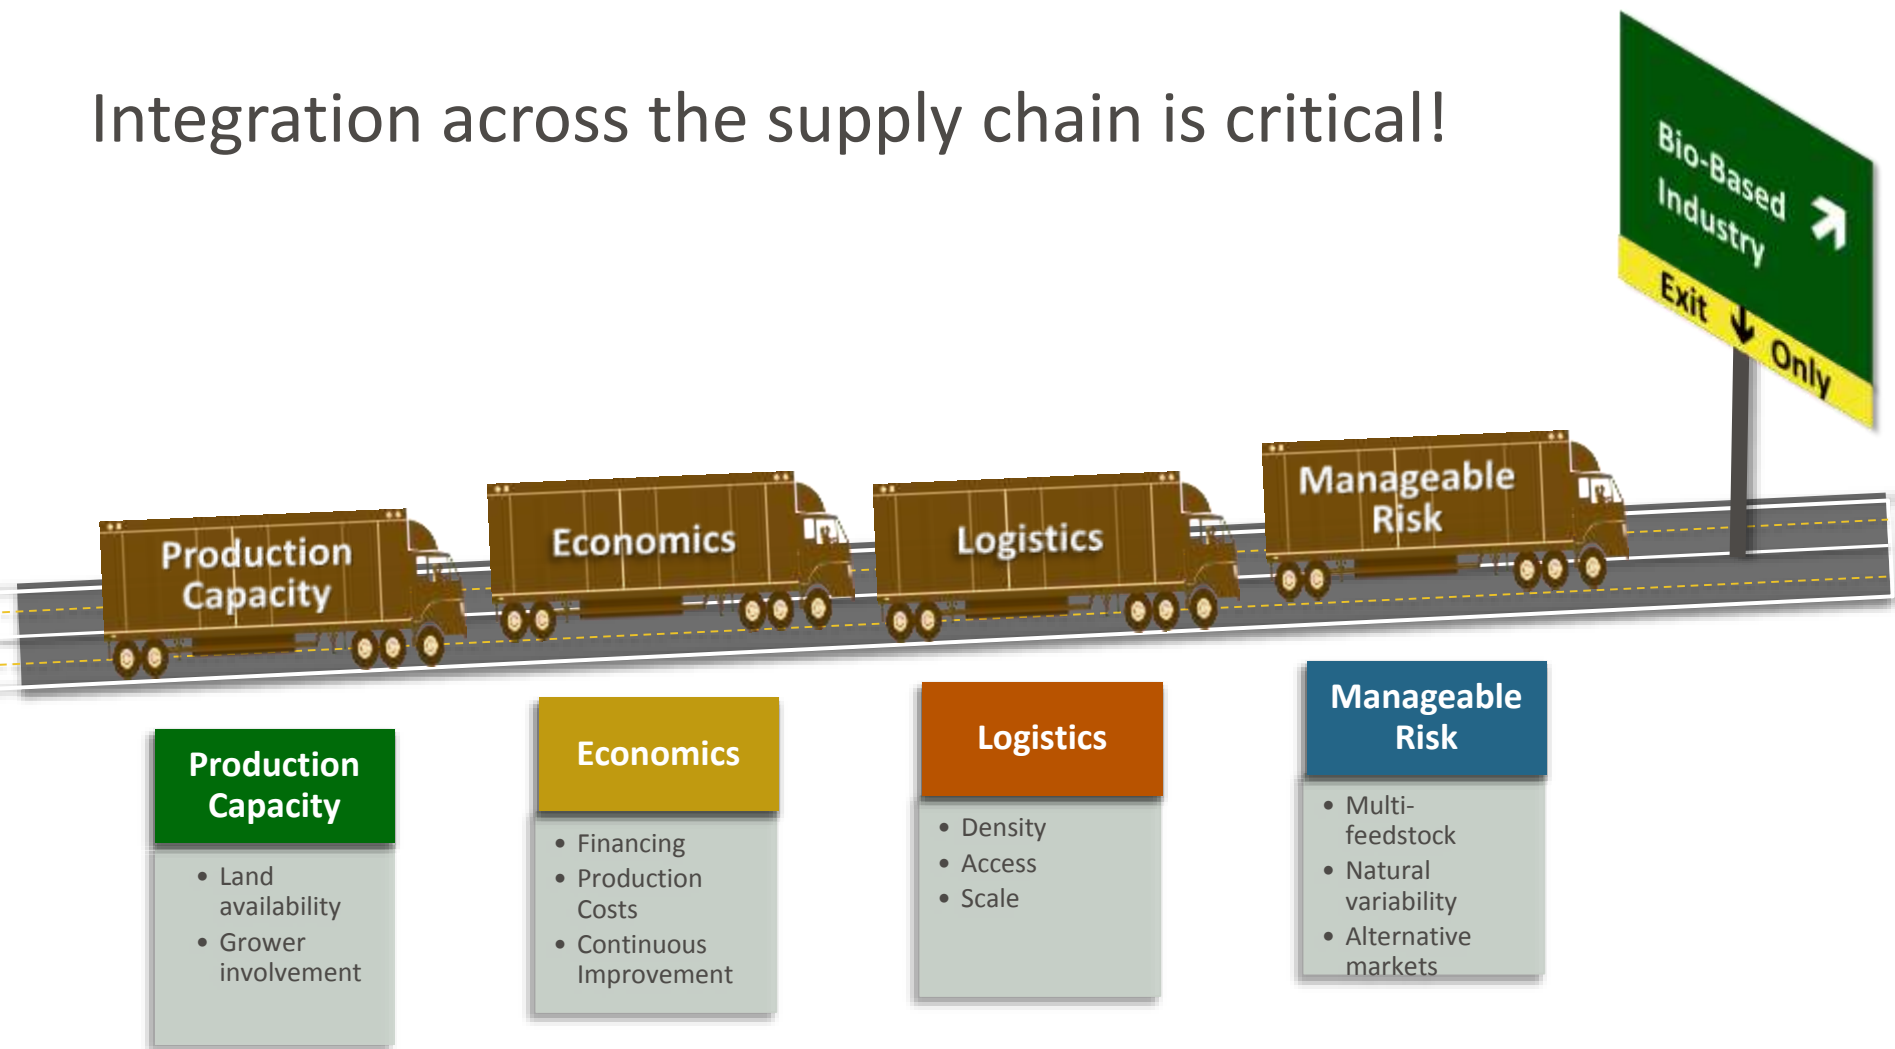 Integration across the supply chain is critical!
Bio-Based
Industry
Exit Only
Production
Capacity
Economics
Logistics
Manageable
Risk
Production
Capacity
• Land
availability
• Grower
involvement
Economics
• Financing
• Production
Costs
• Continuous
Improvement
Logistics
• Density
• Access
• Scale
Manageable
Risk
• Multi-
feedstock
• Natural
variability
• Alternative
markets